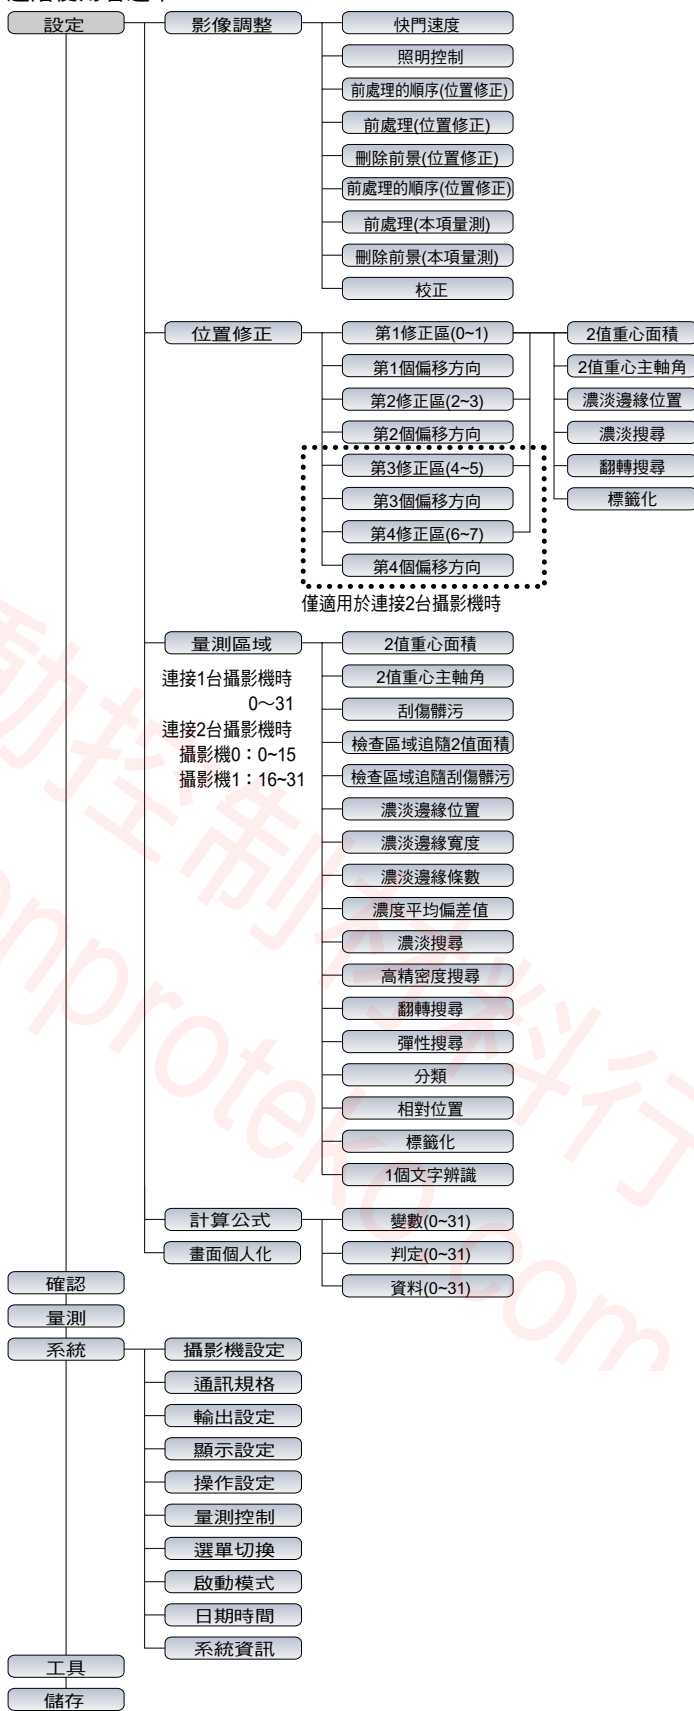 設定
影像調整
快門速度
照明控制
前處理的順序(位置修正)
前處理(位置修正)
刪除前景(位置修正)
前處理的順序(位置修正)
前處理(本項量測)
刪除前景(本項量測)
校正
位置修正
第1修正區(0~1)
2值重心面積
第1個偏移方向
2值重心主軸角
第2修正區(2~3)
濃淡邊緣位置
第2個偏移方向
濃淡搜尋
第3修正區(4~5)
翻轉搜尋
第3個偏移方向
標籤化
第4修正區(6~7)
第4個偏移方向
僅適用於連接2台攝影機時
量測區域
連接1台攝影機時
0～31
連接2台攝影機時
攝影機0：0~15
攝影機1：16~31
2值重心面積
2值重心主軸角
刮傷髒污
檢查區域追隨2值面積
檢查區域追隨刮傷髒污
濃淡邊緣位置
濃淡邊緣寬度
濃淡邊緣條數
濃度平均偏差值
濃淡搜尋
高精密度搜尋
翻轉搜尋
彈性搜尋
分類
相對位置
標籤化
1個文字辨識
計算公式
變數(0~31)
畫面個人化
判定(0~31)
資料(0~31)
確認
量測
系統
攝影機設定
通訊規格
輸出設定
顯示設定
操作設定
量測控制
選單切換
啟動模式
日期時間
系統資訊
工具
儲存
動控制材料行
nproteko.com